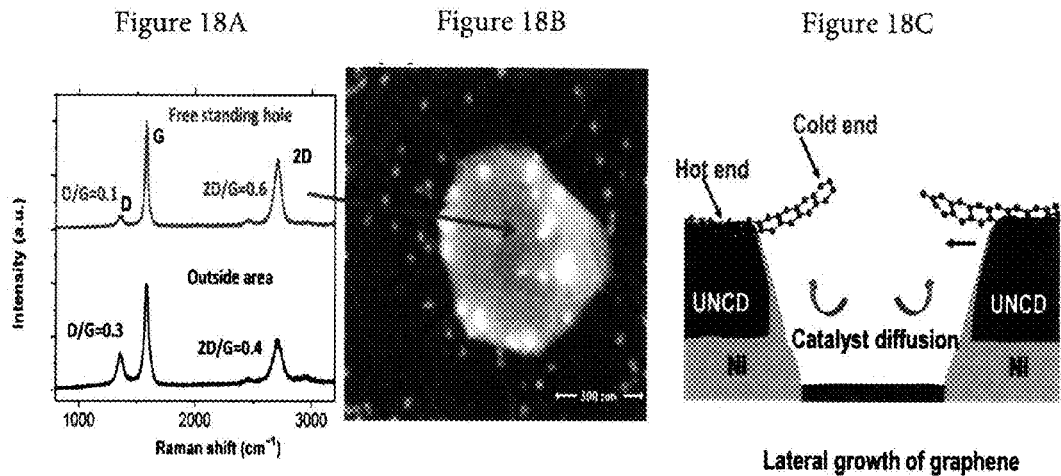 Figure 18A
Figure 18B
Figure 18C
Free standing hole
G
2D
D/G=0.1
D
2D/G=0.6
Outside area
D/G=0.3
2D/G=0.4
Intensity (a.u.)
1000
2000
3000
Raman shift (cm⁻¹)
300 nm
Cold end
Hot end
UNCD
UNCD
Catalyst diffusion
Ni
Ni
Lateral growth of graphene